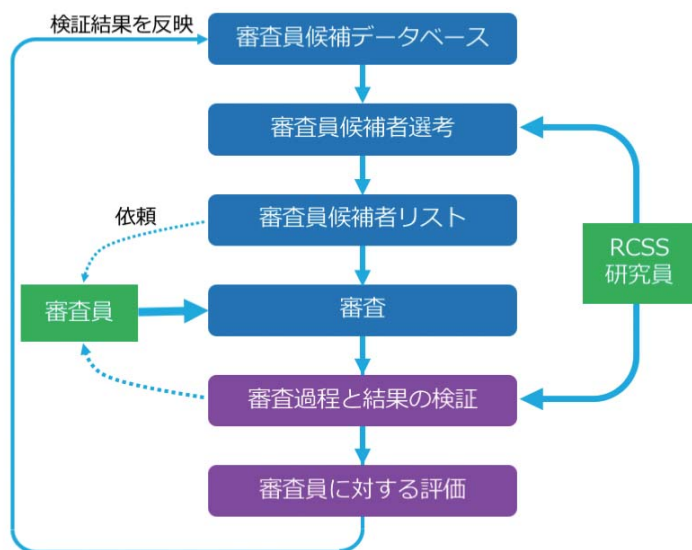 検証結果を反映
審査員候補データベース
審査員候補者選考
依頼
審査員候補者リスト
RCSS
研究員
審査員
審査
審査過程と結果の検証
審査員に対する評価